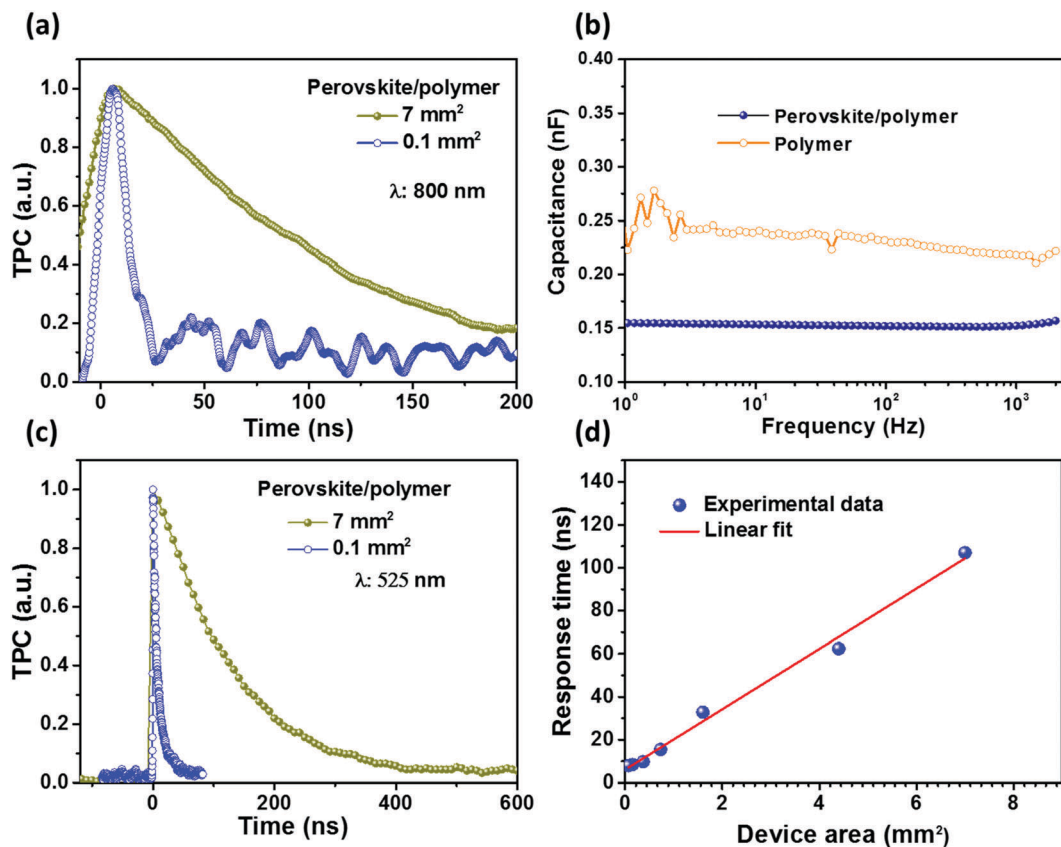 (a)
Perovskite/polymer
7 mm²
0.1 mm²
λ: 800 nm
TPC (a.u.)
1.0
0.8
0.6
0.4
0.2
0.0
0 50 100 150 200
Time (ns)
(b)
Perovskite/polymer
Polymer
Capacitance (nF)
0.40
0.35
0.30
0.25
0.20
0.15
0.10
10⁰ 10¹ 10² 10³
Frequency (Hz)
(c)
Perovskite/polymer
7 mm²
0.1 mm²
λ: 525 nm
TPC (a.u.)
1.0
0.8
0.6
0.4
0.2
0.0
0 200 400 600
Time (ns)
(d)
Experimental data
Linear fit
Response time (ns)
140
120
100
80
60
40
20
0
0 2 4 6 8
Device area (mm²)